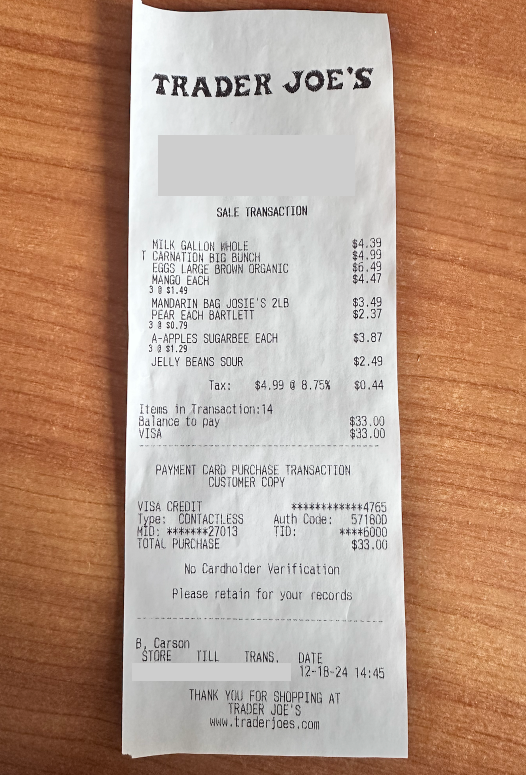 TRADER JOE'S
SALE TRANSACTION
MILK GALLON WHOLE $4.39
T CARNATION BIG BUNCH $4.99
EGGS LARGE BROWN ORGANIC $6.49
MANGO EACH $4.47
3 @ $1.49
MANDARIN BAG JOSIE'S 2LB $3.49
PEAR EACH BARTLETT $2.37
3 @ $0.79
A-APPLES SUGARBEE EACH $3.87
3 @ $1.29
JELLY BEANS SOUR $2.49
Tax: $4.99 @ 8.75% $0.44
Items in Transaction:14
Balance to pay $33.00
VISA $33.00
PAYMENT CARD PURCHASE TRANSACTION
CUSTOMER COPY
VISA CREDIT ************4765
Type: CONTACTLESS Auth Code: 57180D
MID: *******27013 TID: ****6000
TOTAL PURCHASE $33.00
No Cardholder Verification
Please retain for your records
B, Carson
STORE TILL TRANS. DATE
12-18-24 14:45
THANK YOU FOR SHOPPING AT
TRADER JOE'S
www.traderjoes.com